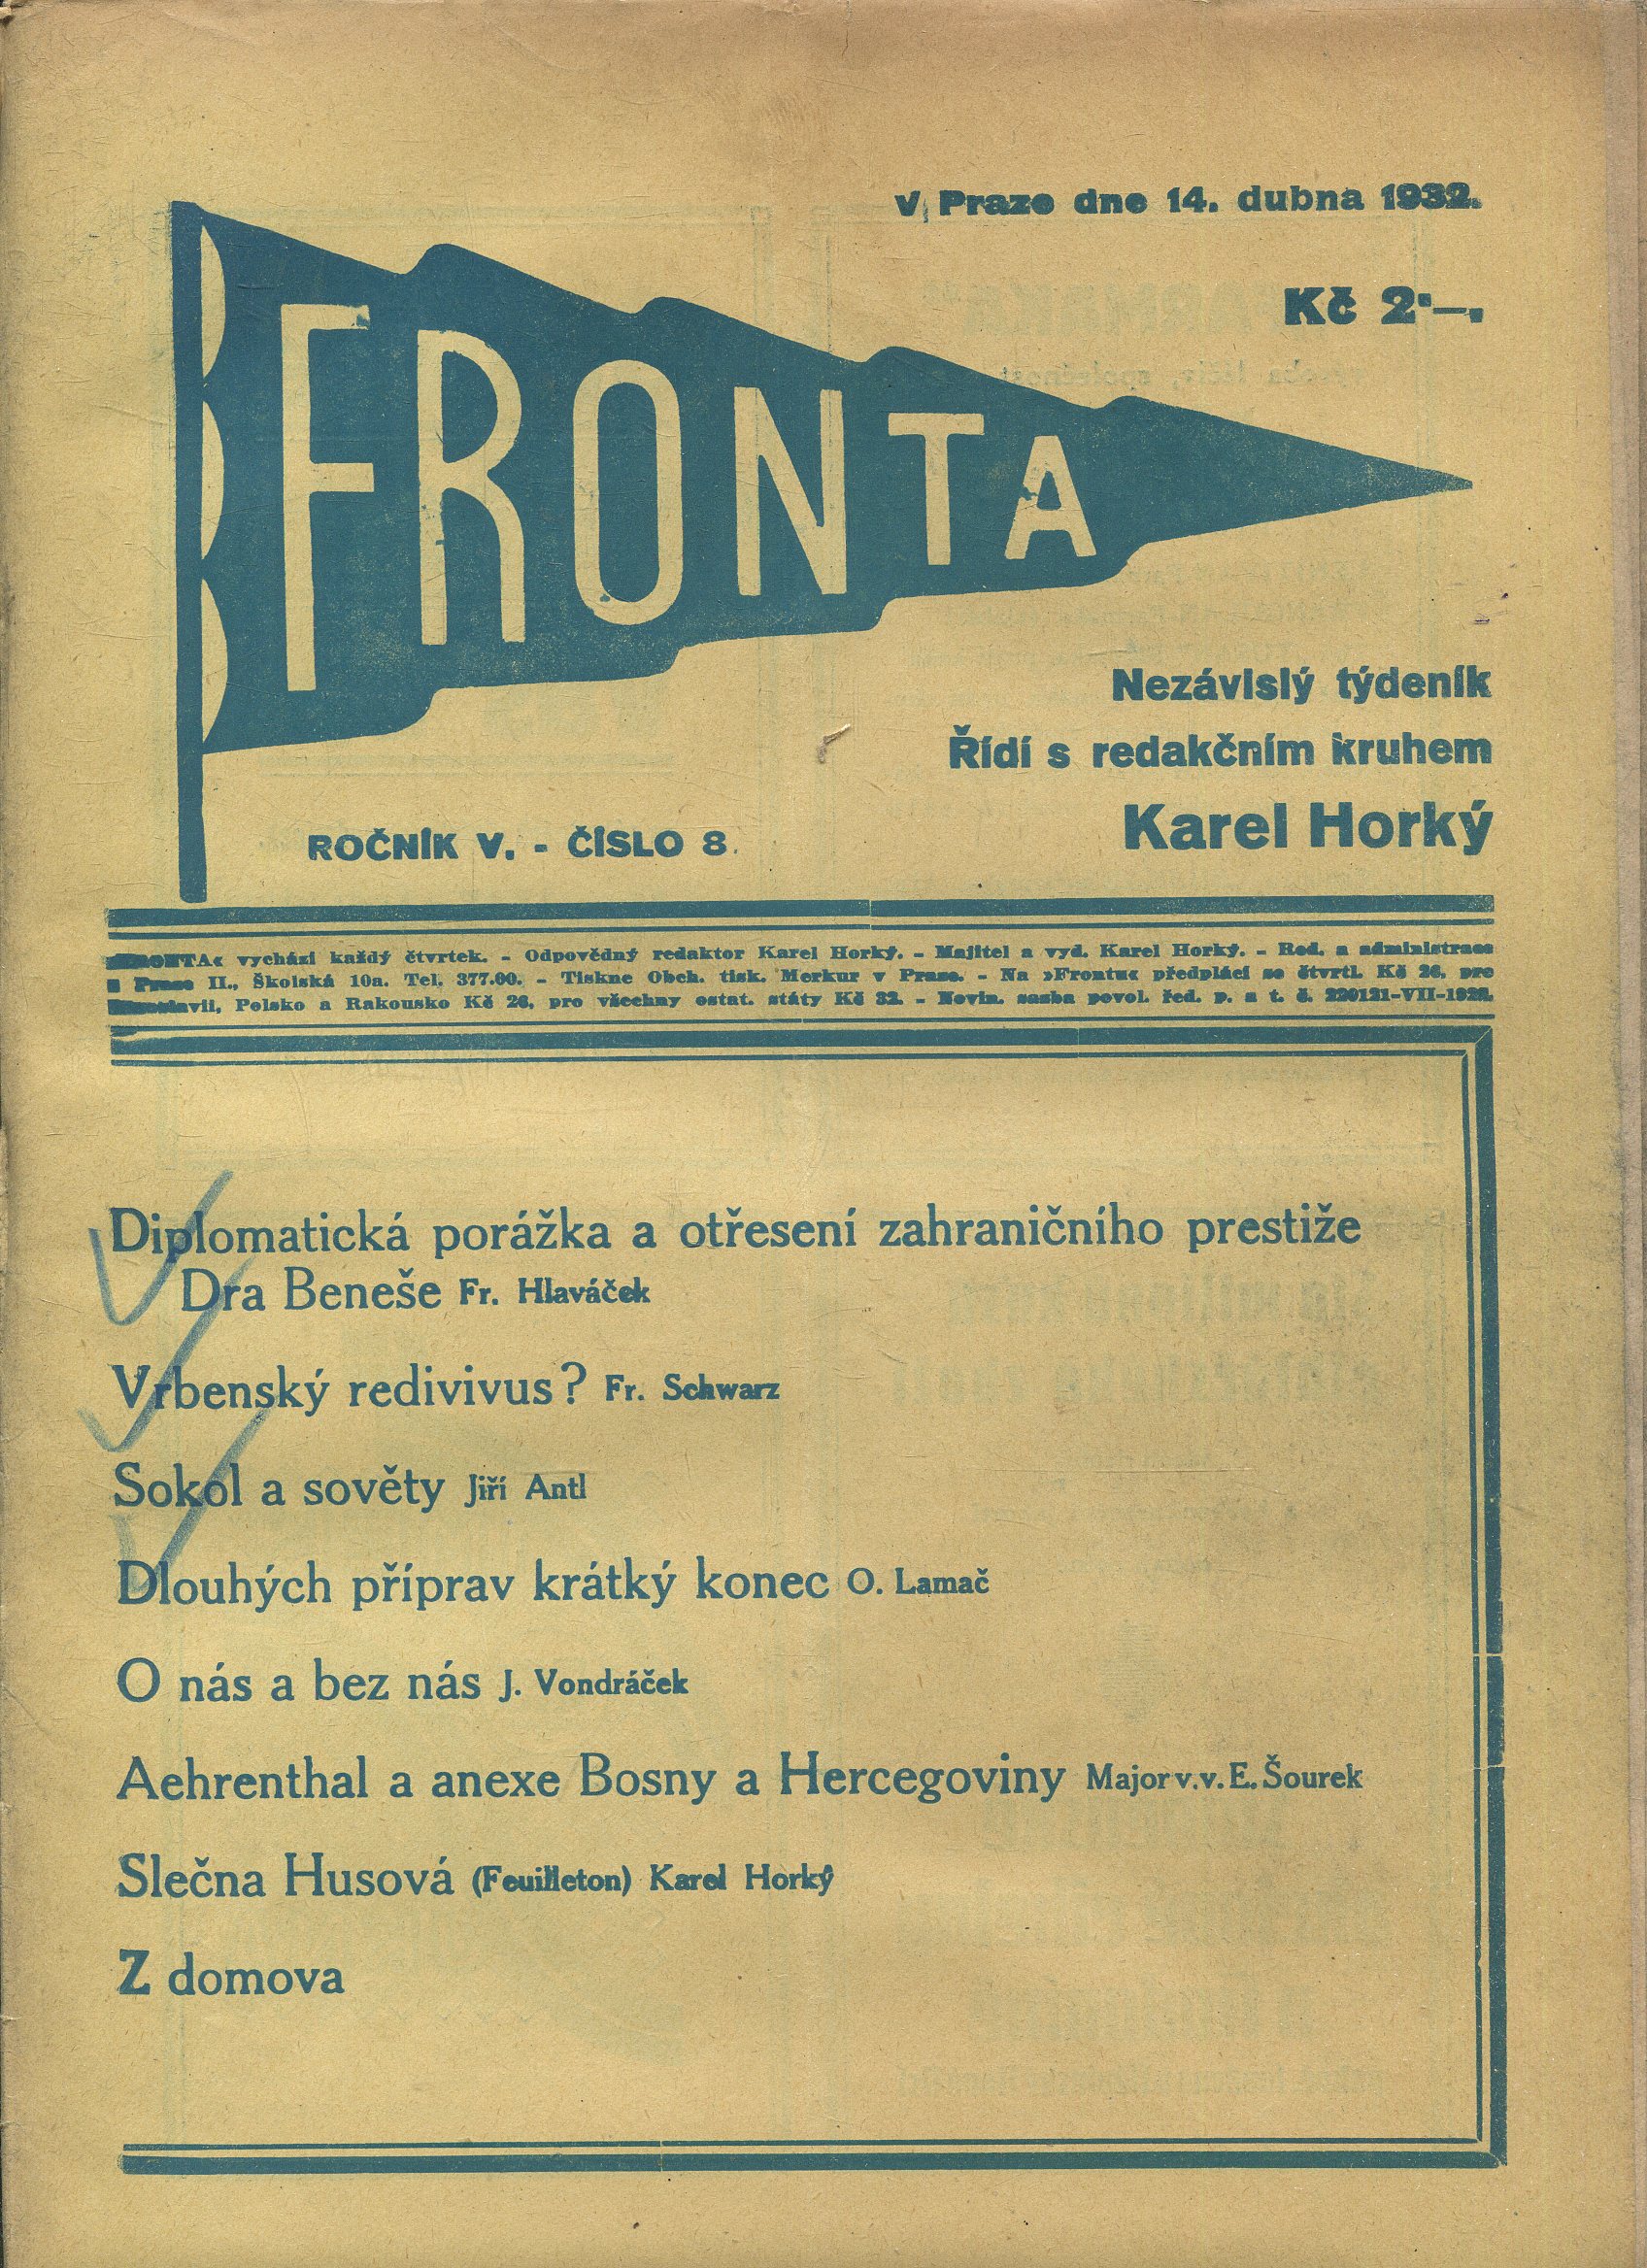 V Praze dne 14. dubna 1932.
Kč 2·—.
FRONTA
Nezávislý týdeník
Řídí s redakčním kruhem
Karel Horký
ROČNÍK V. - ČÍSLO 8.
»FRONTA« vychází každý čtvrtek. - Odpovědný redaktor Karel Horký. - Majitel a vyd. Karel Horký. - Red. a administrace
v Praze II., Školská 10a. Tel. 377.00. - Tiskne Obch. tisk. Merkur v Praze. - Na »Frontu« předplácí se čtvrtl. Kč 26, pro
Polsko a Rakousko Kč 26, pro všechny ostat. státy Kč 32. - Novin. sazba povol. řed. p. a t. č.
Diplomatická porážka a otřesení zahraničního prestiže
Dra Beneše Fr. Hlaváček
Vrbenský redivivus? Fr. Schwarz
Sokol a sověty Jiří Antl
Dlouhých příprav krátký konec O. Lamač
O nás a bez nás J. Vondráček
Aehrenthal a anexe Bosny a Hercegoviny Major v. v. E. Šourek
Slečna Husová (Feuilleton) Karel Horký
Z domova